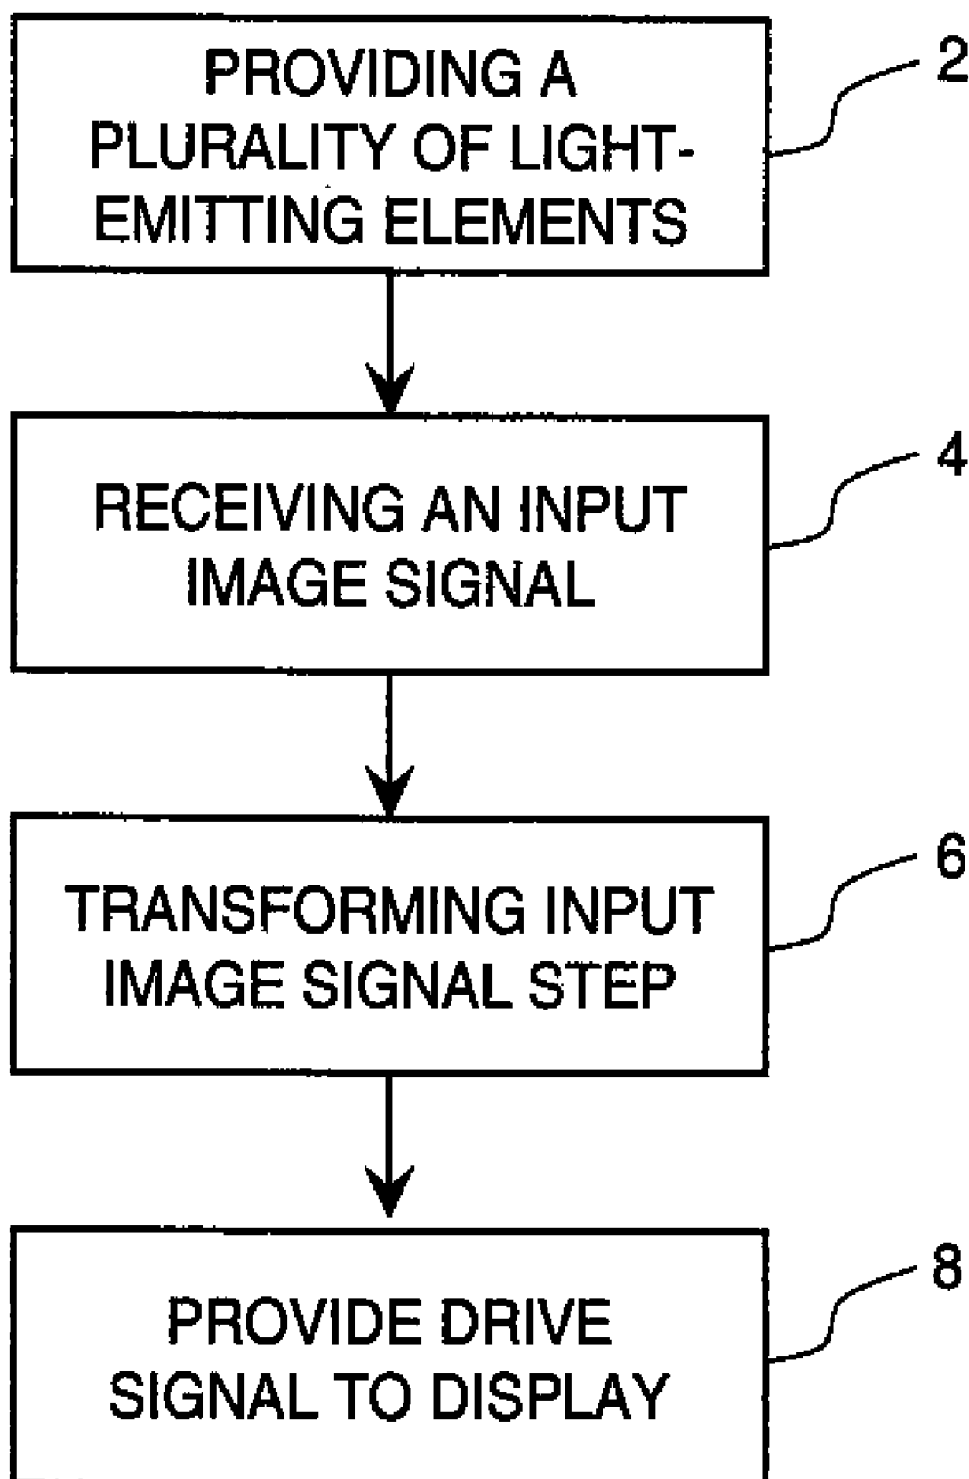 PROVIDING A
PLURALITY OF LIGHT-
EMITTING ELEMENTS
2
RECEIVING AN INPUT
IMAGE SIGNAL
4
TRANSFORMING INPUT
IMAGE SIGNAL STEP
6
PROVIDE DRIVE
SIGNAL TO DISPLAY
8